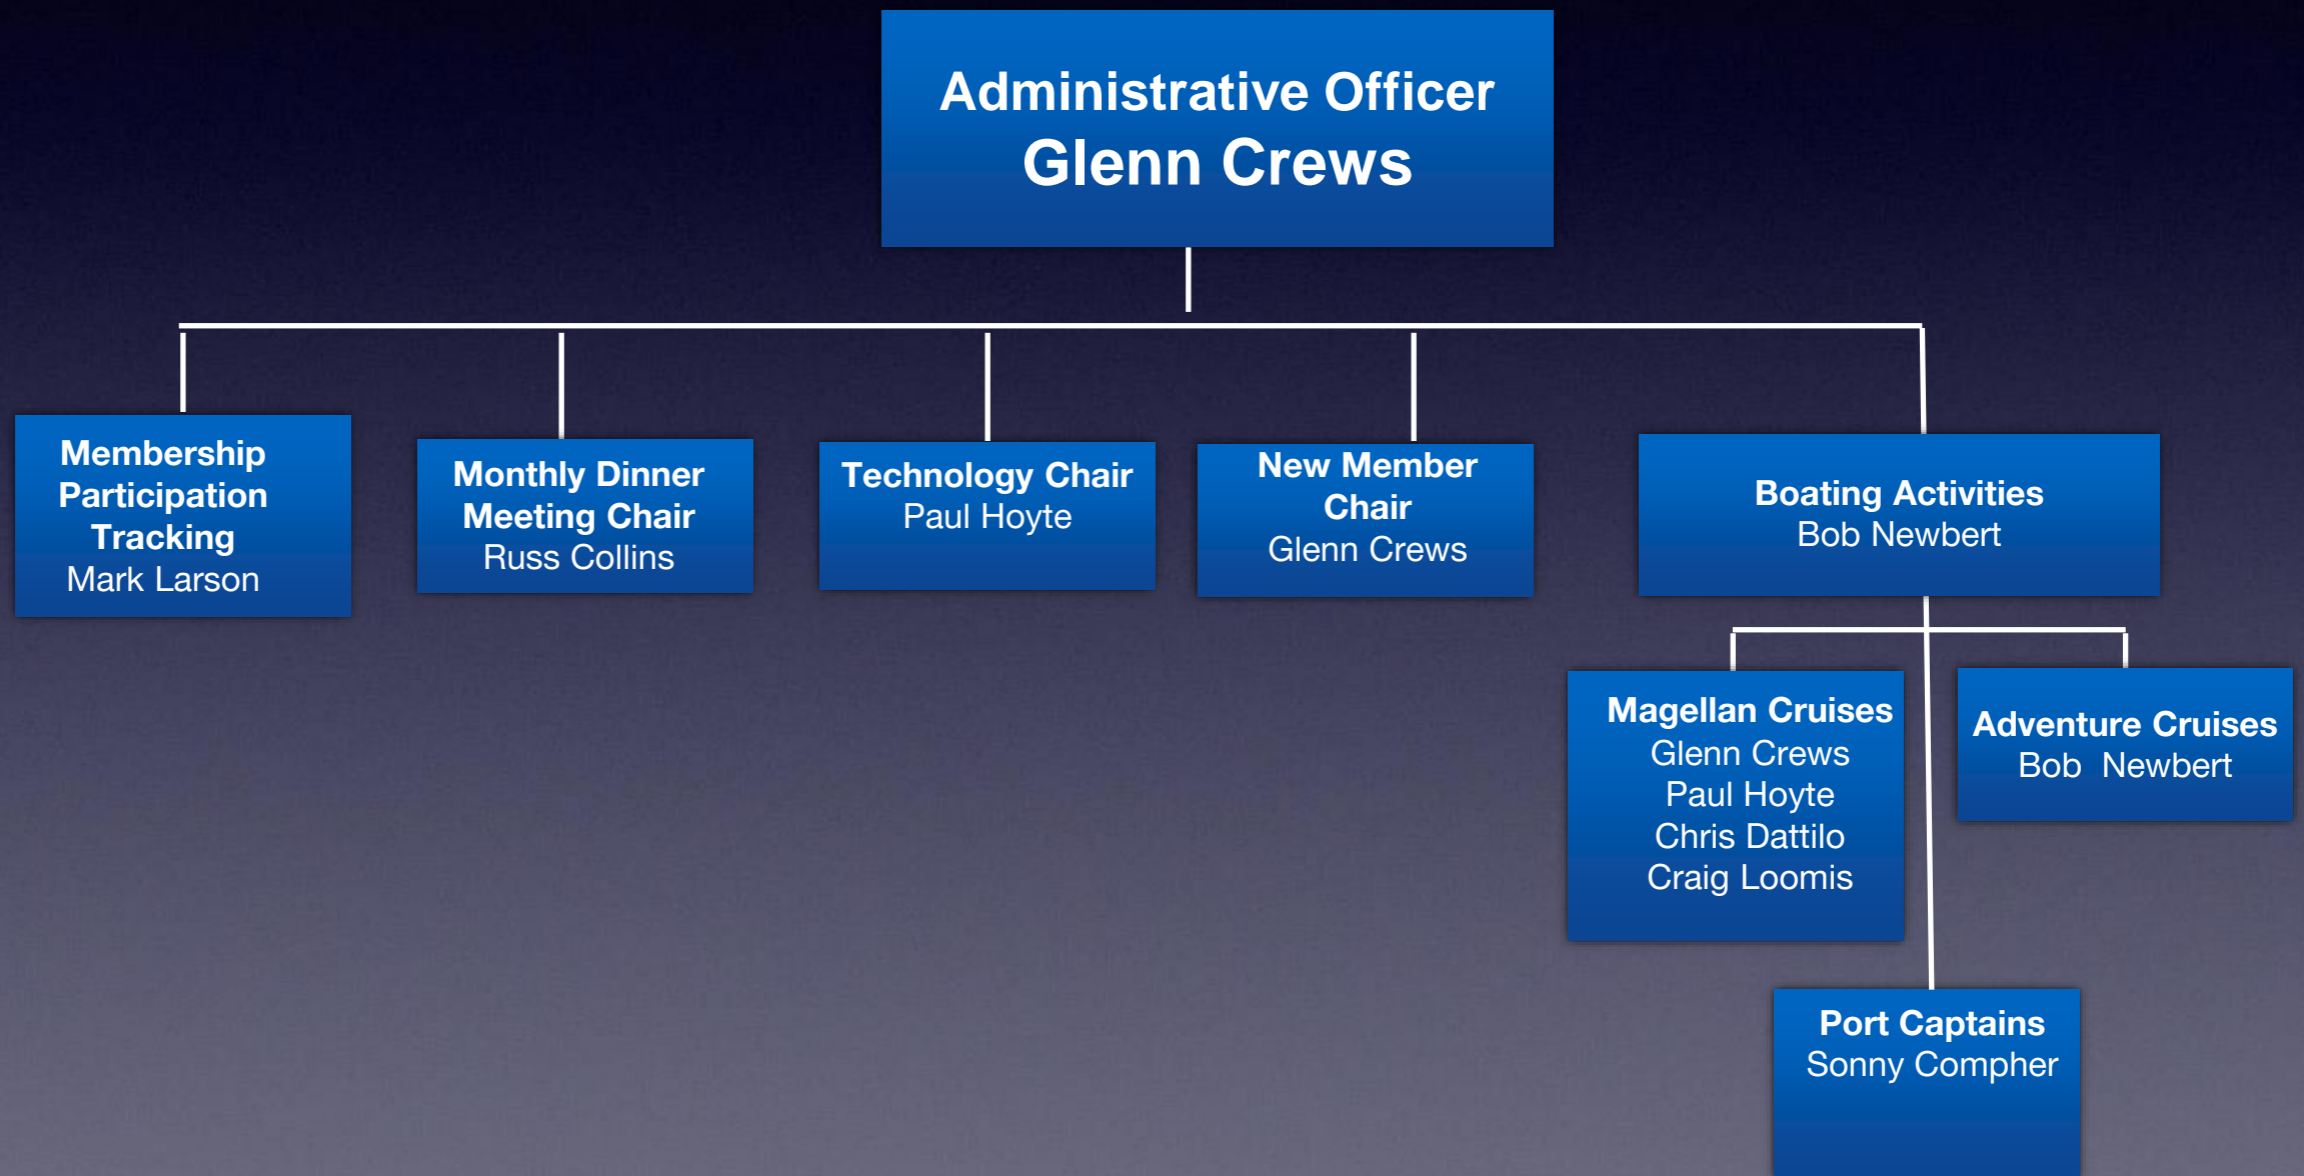 Administrative Officer
Glenn Crews
Membership
Participation
Tracking
Mark Larson
Monthly Dinner
Meeting Chair
Russ Collins
Technology Chair
Paul Hoyte
New Member
Chair
Glenn Crews
Boating Activities
Bob Newbert
Magellan Cruises
Glenn Crews
Paul Hoyte
Chris Dattilo
Craig Loomis
Adventure Cruises
Bob  Newbert
Port Captains
Sonny Compher